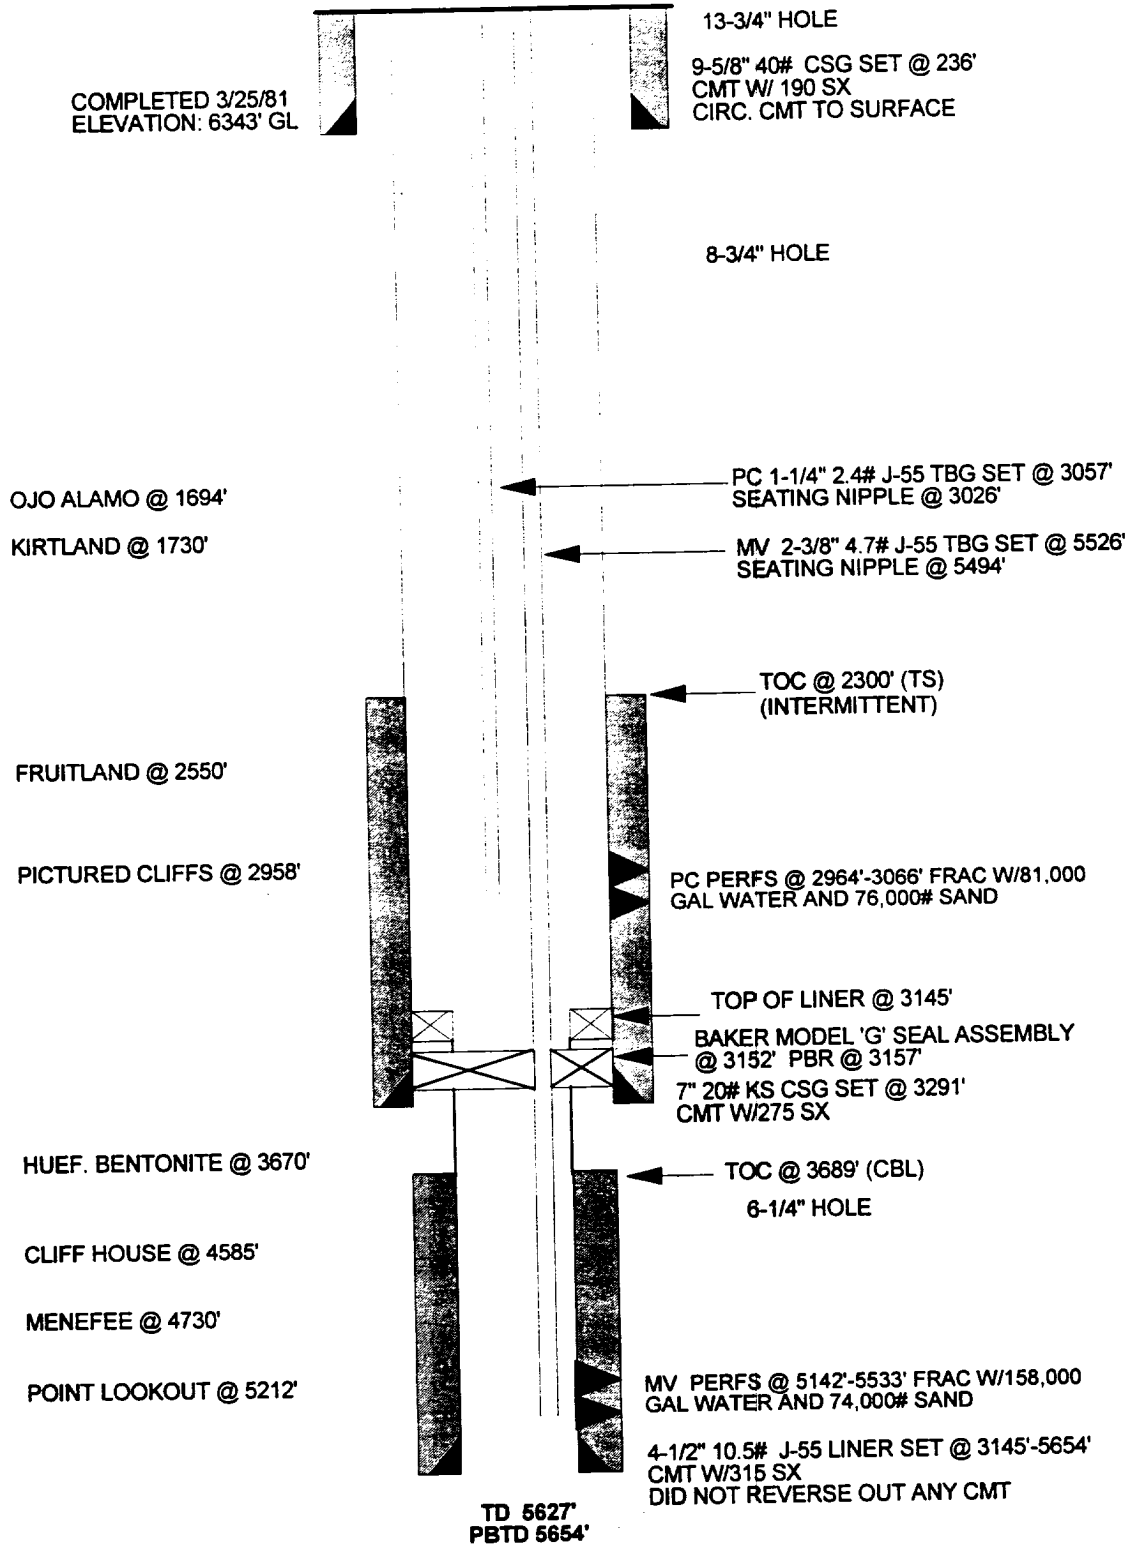 13-3/4" HOLE
9-5/8" 40# CSG SET @ 236'
CMT W/ 190 SX
CIRC. CMT TO SURFACE
COMPLETED 3/25/81
ELEVATION: 6343' GL
8-3/4" HOLE
OJO ALAMO @ 1694'
KIRTLAND @ 1730'
PC 1-1/4" 2.4# J-55 TBG SET @ 3057'
SEATING NIPPLE @ 3026'
MV 2-3/8" 4.7# J-55 TBG SET @ 5526'
SEATING NIPPLE @ 5494'
TOC @ 2300' (TS)
(INTERMITTENT)
FRUITLAND @ 2550'
PICTURED CLIFFS @ 2958'
PC PERFS @ 2964'-3066' FRAC W/81,000
GAL WATER AND 76,000# SAND
TOP OF LINER @ 3145'
BAKER MODEL 'G' SEAL ASSEMBLY
@ 3152' PBR @ 3157'
7" 20# KS CSG SET @ 3291'
CMT W/275 SX
HUEF. BENTONITE @ 3670'
TOC @ 3689' (CBL)
6-1/4" HOLE
CLIFF HOUSE @ 4585'
MENEFEE @ 4730'
POINT LOOKOUT @ 5212'
MV PERFS @ 5142'-5533' FRAC W/158,000
GAL WATER AND 74,000# SAND
4-1/2" 10.5# J-55 LINER SET @ 3145'-5654'
CMT W/315 SX
DID NOT REVERSE OUT ANY CMT
TD 5627'
PBTD 5654'